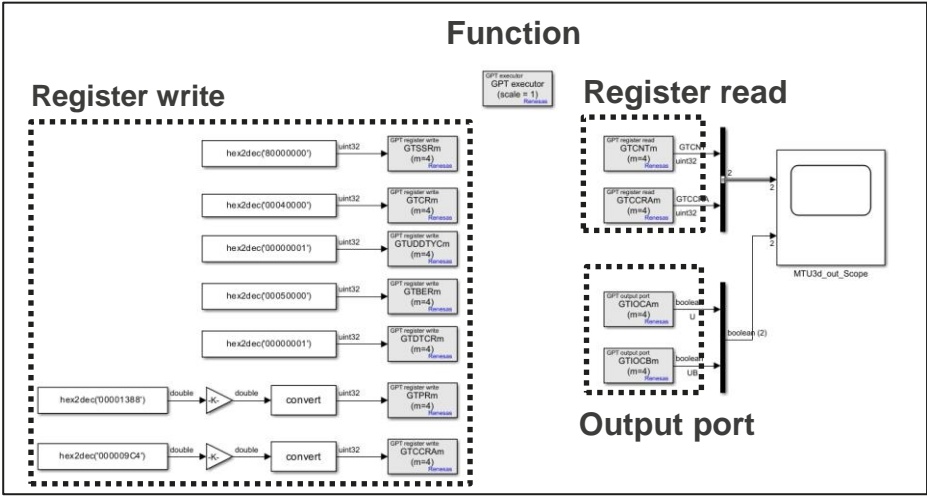 Function
GPT executor
GPT executor
(scale = 1)
Renesas
Register write
Register read
hex2dec('80000000')
uint32
GPT register write
GTSSRm
(m=4)
Renesas
hex2dec('00040000')
uint32
GPT register write
GTCRm
(m=4)
Renesas
hex2dec('00000001')
uint32
GPT register write
GTUDDTYCm
(m=4)
Renesas
hex2dec('00050000')
uint32
GPT register write
GTBERm
(m=4)
Renesas
hex2dec('00000001')
uint32
GPT register write
GTDTCRm
(m=4)
Renesas
hex2dec('00001388')
double
-K-
double
convert
uint32
GPT register write
GTPRm
(m=4)
Renesas
hex2dec('000009C4')
double
-K-
double
convert
uint32
GPT register write
GTCCRAm
(m=4)
Renesas
GPT register read
GTCNTm
(m=4)
Renesas
GTCNT
uint32
GPT register read
GTCCRAm
(m=4)
Renesas
GTCCRA
uint32
2
2
2
MTU3d_out_Scope
GPT output port
GTIOCAm
(m=4)
Renesas
boolean
U
boolean (2)
GPT output port
GTIOCBm
(m=4)
Renesas
boolean
UB
Output port